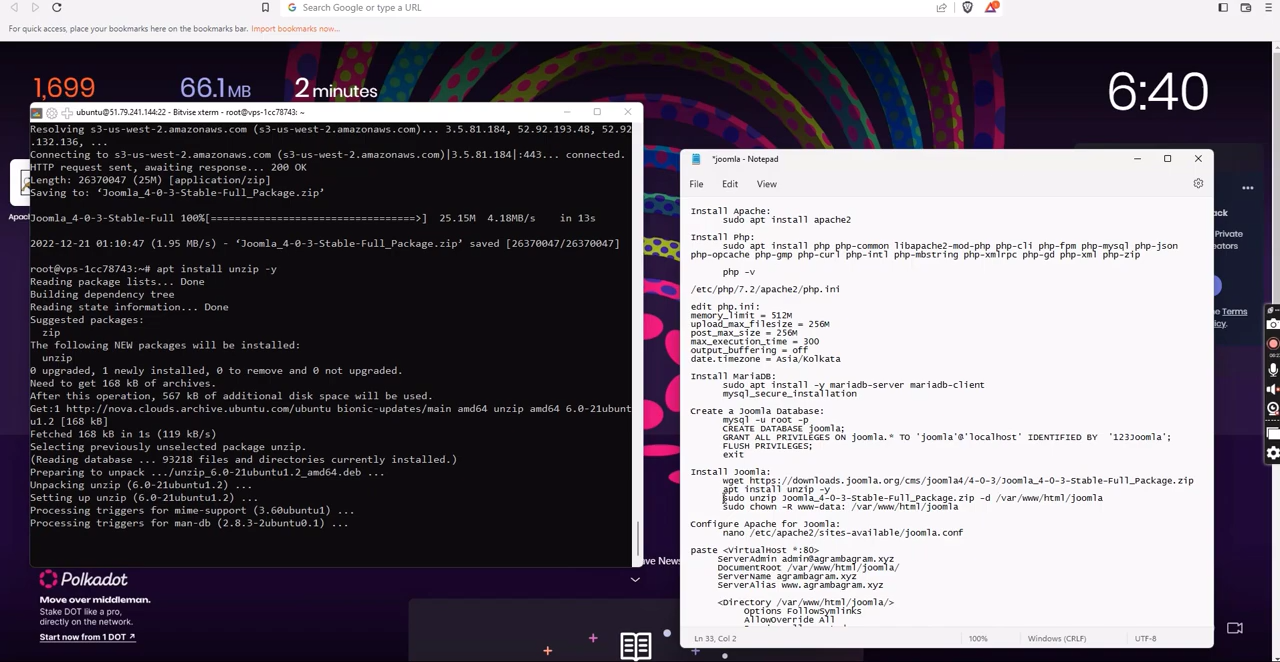 Search Google or type a URL
For quick access, place your bookmarks here on the bookmarks bar. Import bookmarks now...
1,699
66.1MB
2 minutes
6:40
ubuntu@51.79.241.144:22 - Bitvise xterm - root@vps-1cc78743: ~
Resolving s3-us-west-2.amazonaws.com (s3-us-west-2.amazonaws.com)... 3.5.81.184, 52.92.193.48, 52.92
.132.136, ...
Connecting to s3-us-west-2.amazonaws.com (s3-us-west-2.amazonaws.com)|3.5.81.184|:443... connected.
HTTP request sent, awaiting response... 200 OK
Length: 26370047 (25M) [application/zip]
Saving to: ‘Joomla_4-0-3-Stable-Full_Package.zip’
Joomla_4-0-3-Stable-Full 100%[================================>] 25.15M 4.18MB/s in 13s
2022-12-21 01:10:47 (1.95 MB/s) - ‘Joomla_4-0-3-Stable-Full_Package.zip’ saved [26370047/26370047]
root@vps-1cc78743:~# apt install unzip -y
Reading package lists... Done
Building dependency tree
Reading state information... Done
Suggested packages:
zip
The following NEW packages will be installed:
unzip
0 upgraded, 1 newly installed, 0 to remove and 0 not upgraded.
Need to get 168 kB of archives.
After this operation, 567 kB of additional disk space will be used.
Get:1 http://nova.clouds.archive.ubuntu.com/ubuntu bionic-updates/main amd64 unzip amd64 6.0-21ubunt
u1.2 [168 kB]
Fetched 168 kB in 1s (119 kB/s)
Selecting previously unselected package unzip.
(Reading database ... 93218 files and directories currently installed.)
Preparing to unpack .../unzip_6.0-21ubuntu1.2_amd64.deb ...
Unpacking unzip (6.0-21ubuntu1.2) ...
Setting up unzip (6.0-21ubuntu1.2) ...
Processing triggers for mime-support (3.60ubuntu1) ...
Processing triggers for man-db (2.8.3-2ubuntu0.1) ...
*joomla - Notepad
File Edit View
Install Apache:
sudo apt install apache2
Install Php:
sudo apt install php php-common libapache2-mod-php php-cli php-fpm php-mysql php-json
php-opcache php-gmp php-curl php-intl php-mbstring php-xmlrpc php-gd php-xml php-zip
php -v
/etc/php/7.2/apache2/php.ini
edit php.ini:
memory_limit = 512M
upload_max_filesize = 256M
post_max_size = 256M
max_execution_time = 300
output_buffering = off
date.timezone = Asia/Kolkata
Install MariaDB:
sudo apt install -y mariadb-server mariadb-client
mysql_secure_installation
Create a Joomla Database:
mysql -u root -p
CREATE DATABASE joomla;
GRANT ALL PRIVILEGES ON joomla.* TO 'joomla'@'localhost' IDENTIFIED BY '123Joomla';
FLUSH PRIVILEGES;
exit
Install Joomla:
wget https://downloads.joomla.org/cms/joomla4/4-0-3/Joomla_4-0-3-Stable-Full_Package.zip
apt install unzip -y
sudo unzip Joomla_4-0-3-Stable-Full_Package.zip -d /var/www/html/joomla
sudo chown -R www-data: /var/www/html/joomla
Configure Apache for Joomla:
nano /etc/apache2/sites-available/joomla.conf
paste <VirtualHost *:80>
ServerAdmin admin@agrambagram.xyz
DocumentRoot /var/www/html/joomla/
ServerName agrambagram.xyz
ServerAlias www.agrambagram.xyz
<Directory /var/www/html/joomla/>
Options FollowSymlinks
AllowOverride All
Ln 33, Col 2
100%
Windows (CRLF)
UTF-8
Private
Terms
Polkadot
Move over middleman.
Stake DOT like a pro,
directly on the network.
Start now from 1 DOT ↗